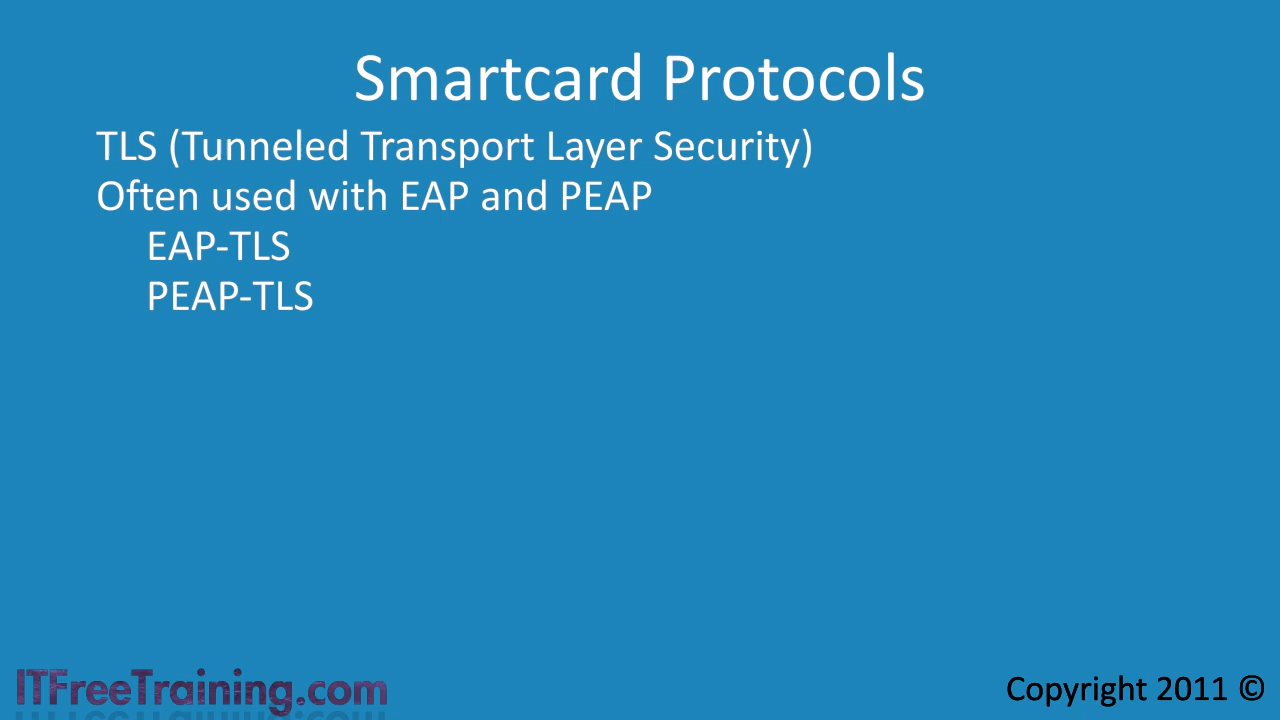 Smartcard Protocols
TLS (Tunneled Transport Layer Security)
Often used with EAP and PEAP
EAP-TLS
PEAP-TLS
ITFreeTraining.com
Copyright 2011 ©